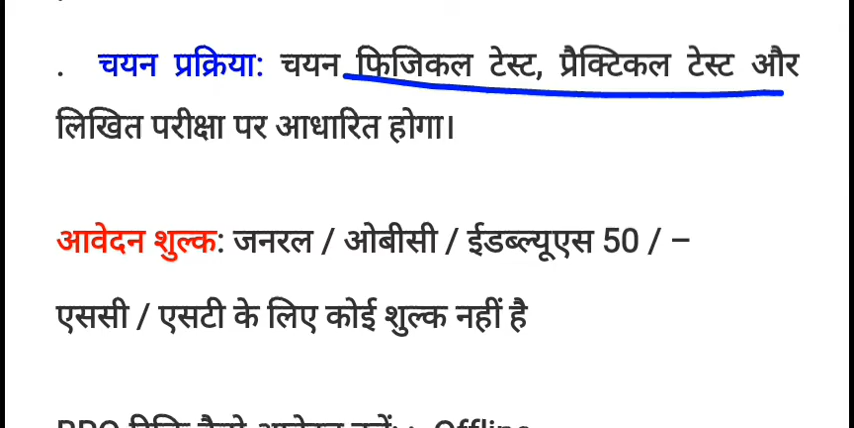 . चयन प्रक्रिया: चयन फिजिकल टेस्ट, प्रैक्टिकल टेस्ट और
लिखित परीक्षा पर आधारित होगा।
आवेदन शुल्क: जनरल / ओबीसी / ईडब्ल्यूएस 50 / –
एससी / एसटी के लिए कोई शुल्क नहीं है